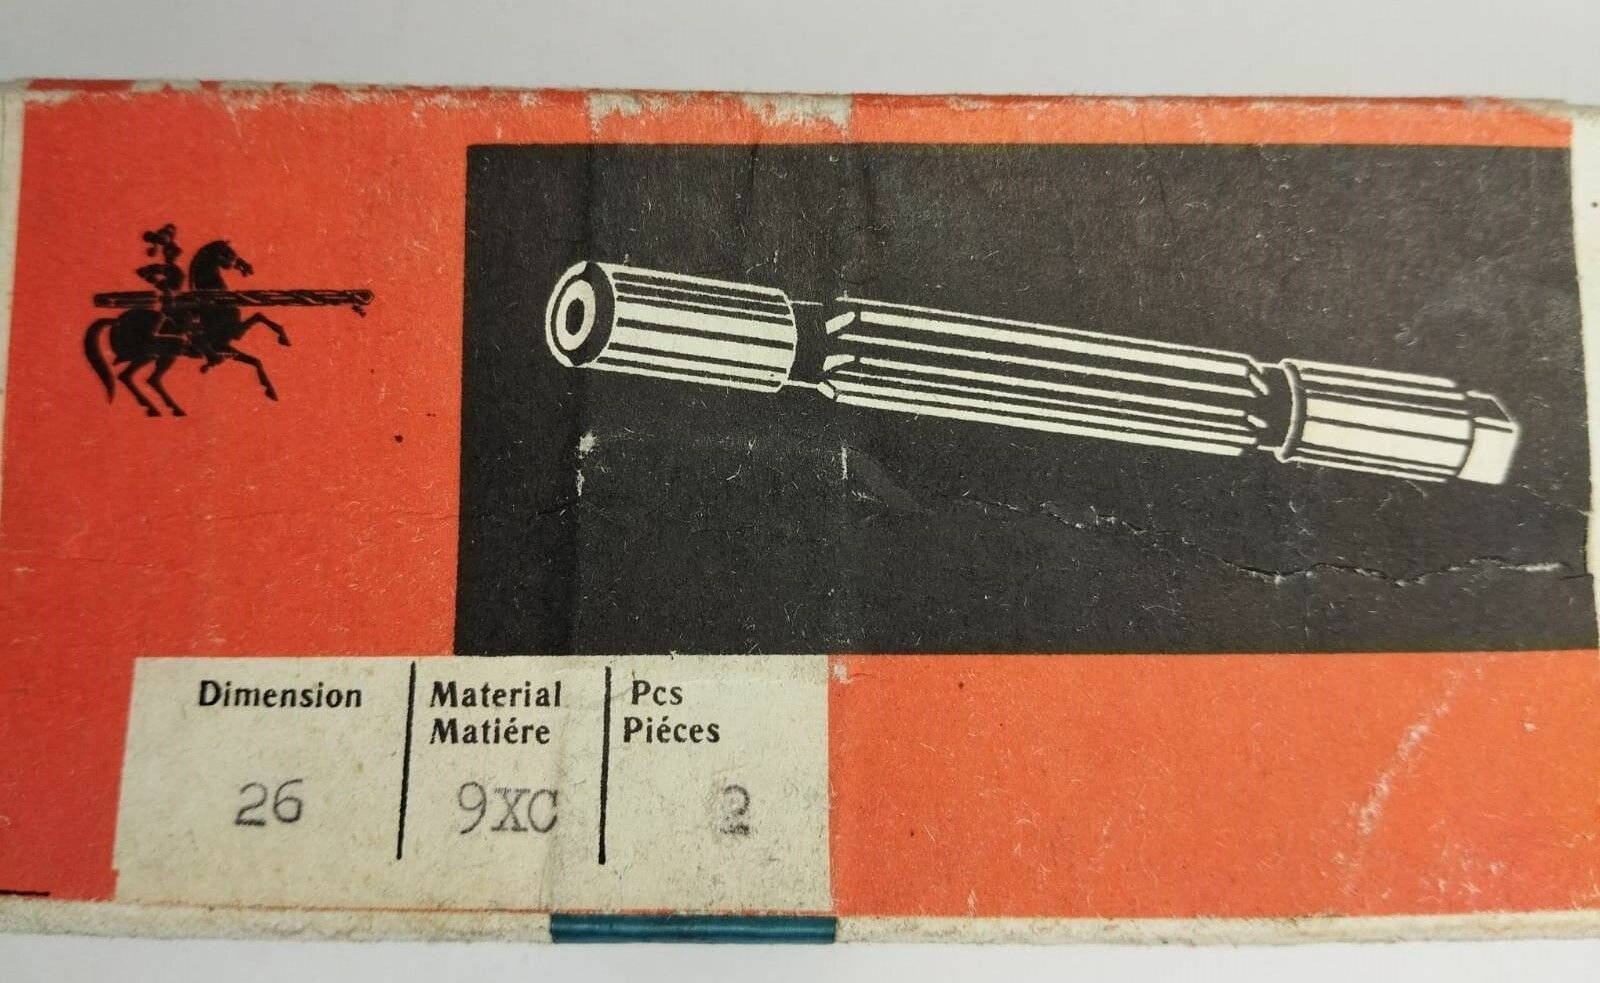 Dimension
26
Material
Matiére
9XC
Pcs
Piéces
2